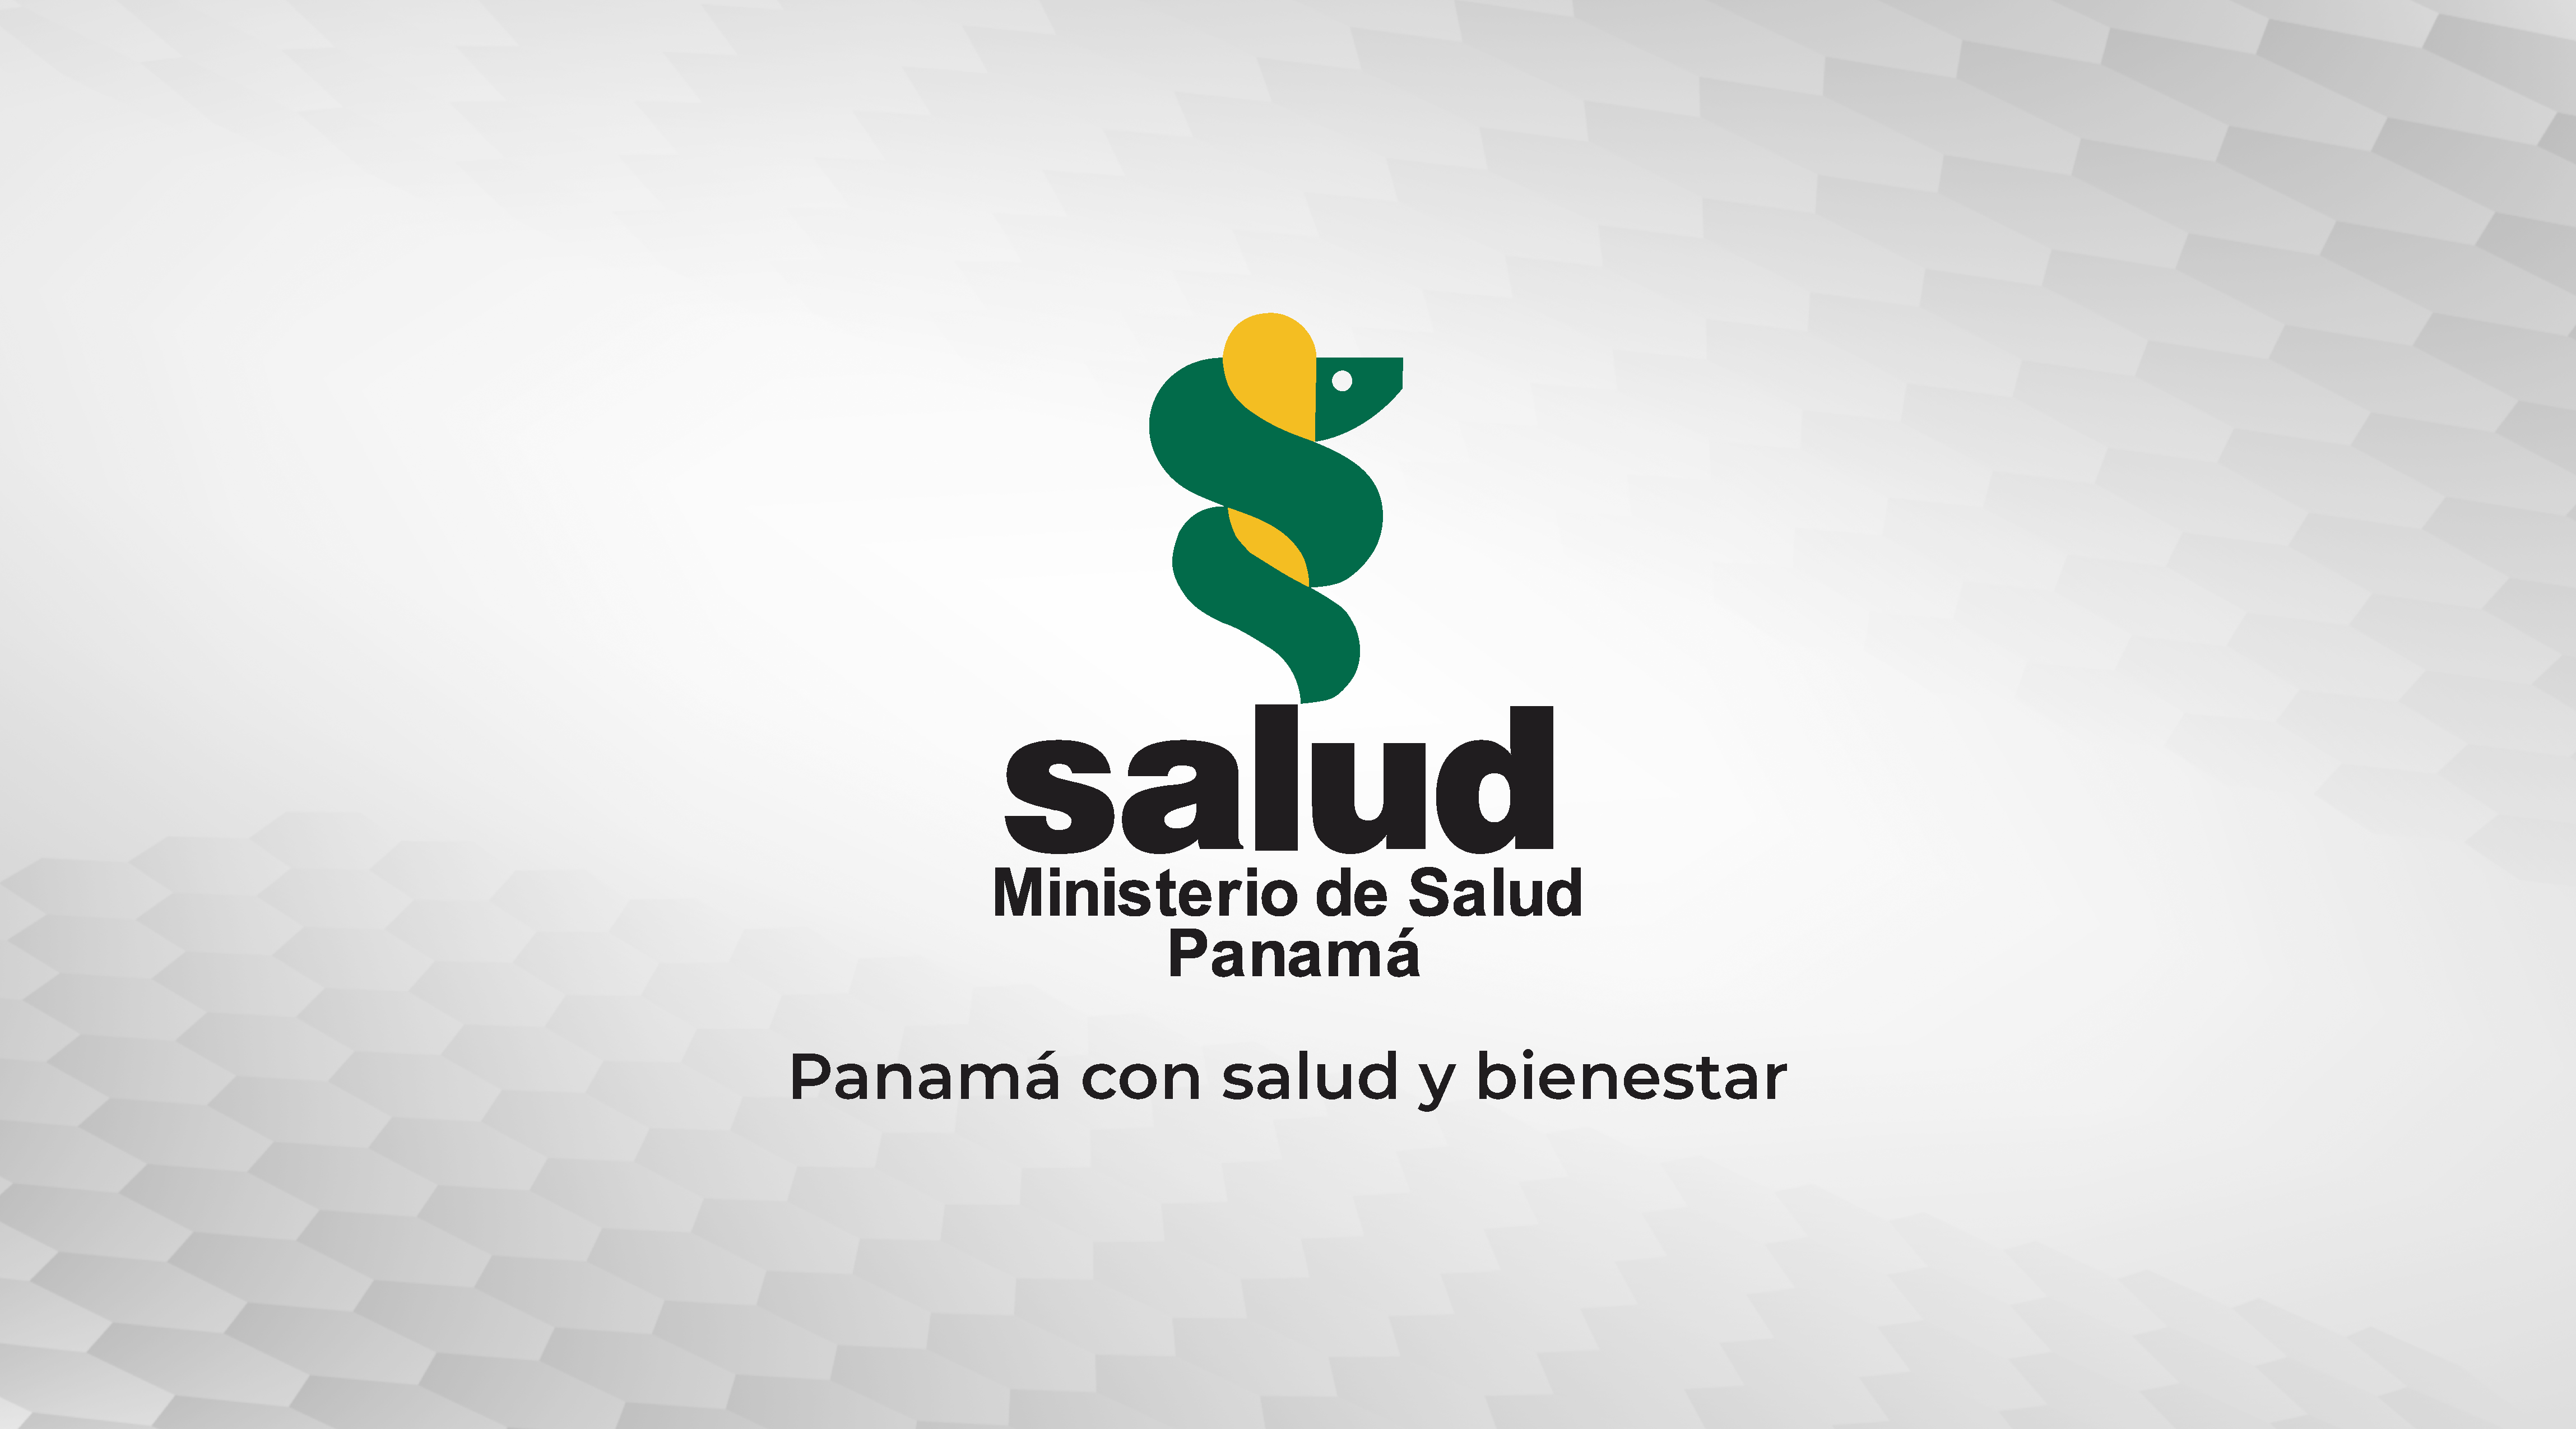 salud
Ministerio de Salud
Panamá
Panamá con salud y bienestar